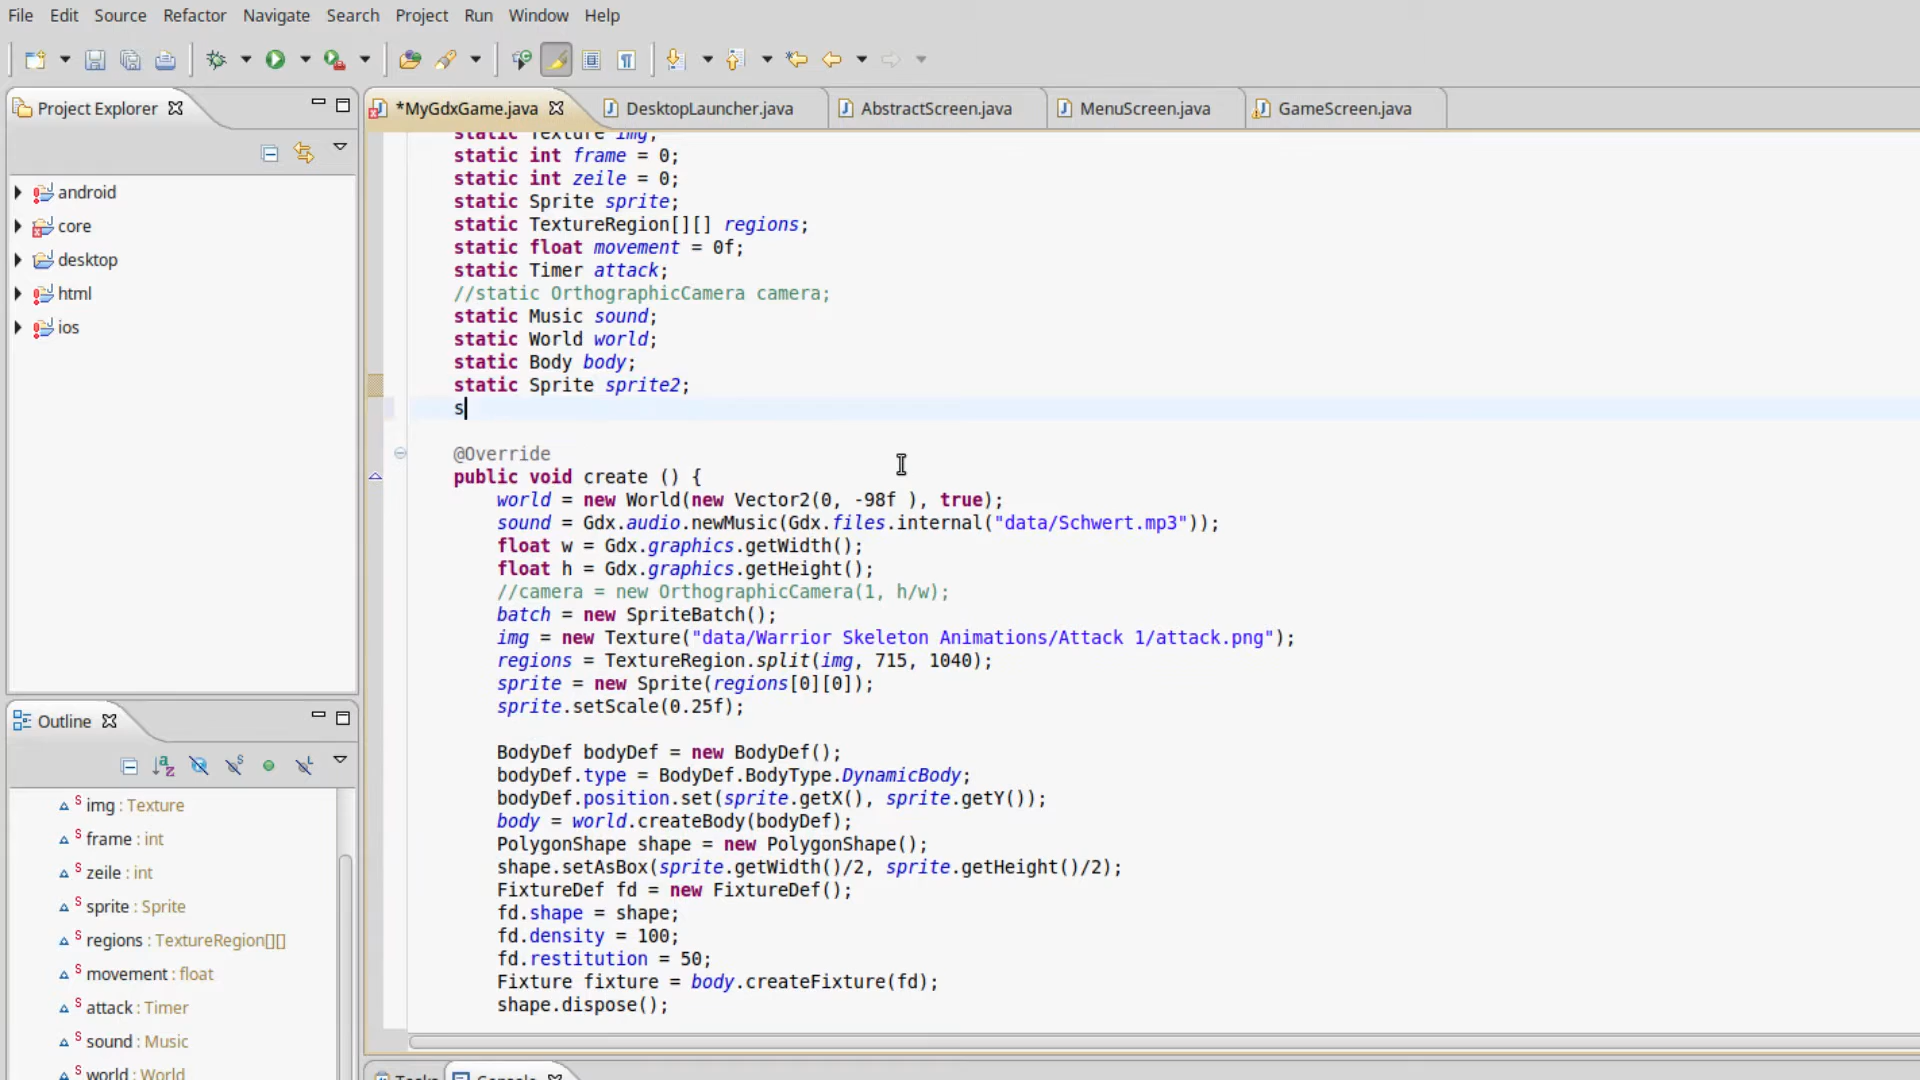 File Edit Source Refactor Navigate Search Project Run Window Help
Project Explorer
*MyGdxGame.java DesktopLauncher.java AbstractScreen.java MenuScreen.java GameScreen.java
android
core
desktop
html
ios
static Texture img;
static int frame = 0;
static int zeile = 0;
static Sprite sprite;
static TextureRegion[][] regions;
static float movement = 0f;
static Timer attack;
//static OrthographicCamera camera;
static Music sound;
static World world;
static Body body;
static Sprite sprite2;
s
@Override
public void create () {
world = new World(new Vector2(0, -98f ), true);
sound = Gdx.audio.newMusic(Gdx.files.internal("data/Schwert.mp3"));
float w = Gdx.graphics.getWidth();
float h = Gdx.graphics.getHeight();
//camera = new OrthographicCamera(1, h/w);
batch = new SpriteBatch();
img = new Texture("data/Warrior Skeleton Animations/Attack 1/attack.png");
regions = TextureRegion.split(img, 715, 1040);
sprite = new Sprite(regions[0][0]);
sprite.setScale(0.25f);
BodyDef bodyDef = new BodyDef();
bodyDef.type = BodyDef.BodyType.DynamicBody;
bodyDef.position.set(sprite.getX(), sprite.getY());
body = world.createBody(bodyDef);
PolygonShape shape = new PolygonShape();
shape.setAsBox(sprite.getWidth()/2, sprite.getHeight()/2);
FixtureDef fd = new FixtureDef();
fd.shape = shape;
fd.density = 100;
fd.restitution = 50;
Fixture fixture = body.createFixture(fd);
shape.dispose();
Outline
img : Texture
frame : int
zeile : int
sprite : Sprite
regions : TextureRegion[][]
movement : float
attack : Timer
sound : Music
world : World
Tasks Console